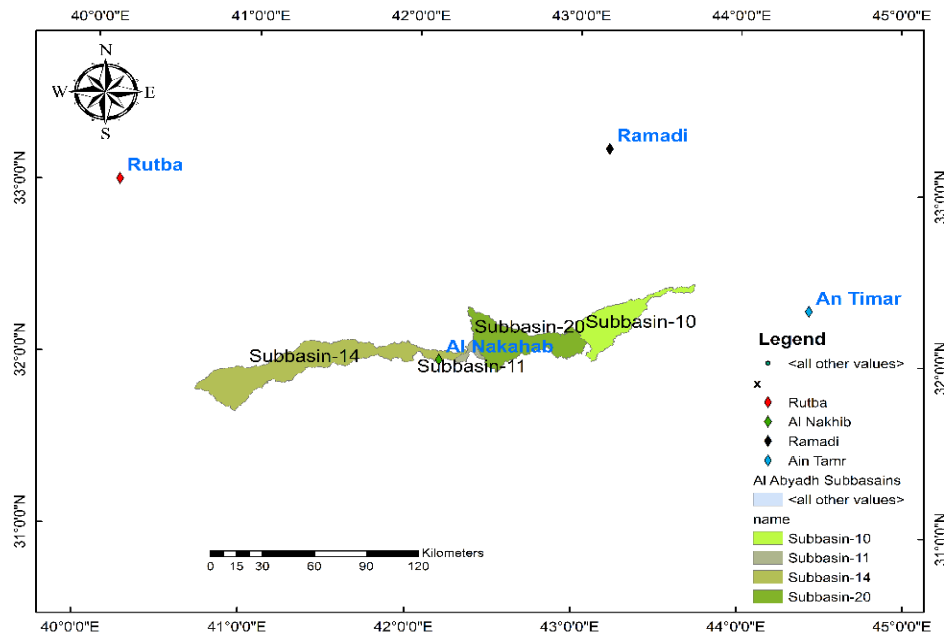 40°0'0"E 41°0'0"E 42°0'0"E 43°0'0"E 44°0'0"E 45°0'0"E
N
W E
S
33°0'0"N
33°0'0"N
32°0'0"N
32°0'0"N
31°0'0"N
31°0'0"N
Ramadi
Rutba
An Timar
Subbasin-20
Subbasin-10
Al Nakahab
Subbasin-14
Subbasin-11
Legend
<all other values>
x
Rutba
Al Nakhib
Ramadi
Ain Tamr
Al Abyadh Subbasains
<all other values>
name
Subbasin-10
Subbasin-11
Subbasin-14
Subbasin-20
Kilometers
0 15 30 60 90 120
40°0'0"E 41°0'0"E 42°0'0"E 43°0'0"E 44°0'0"E 45°0'0"E